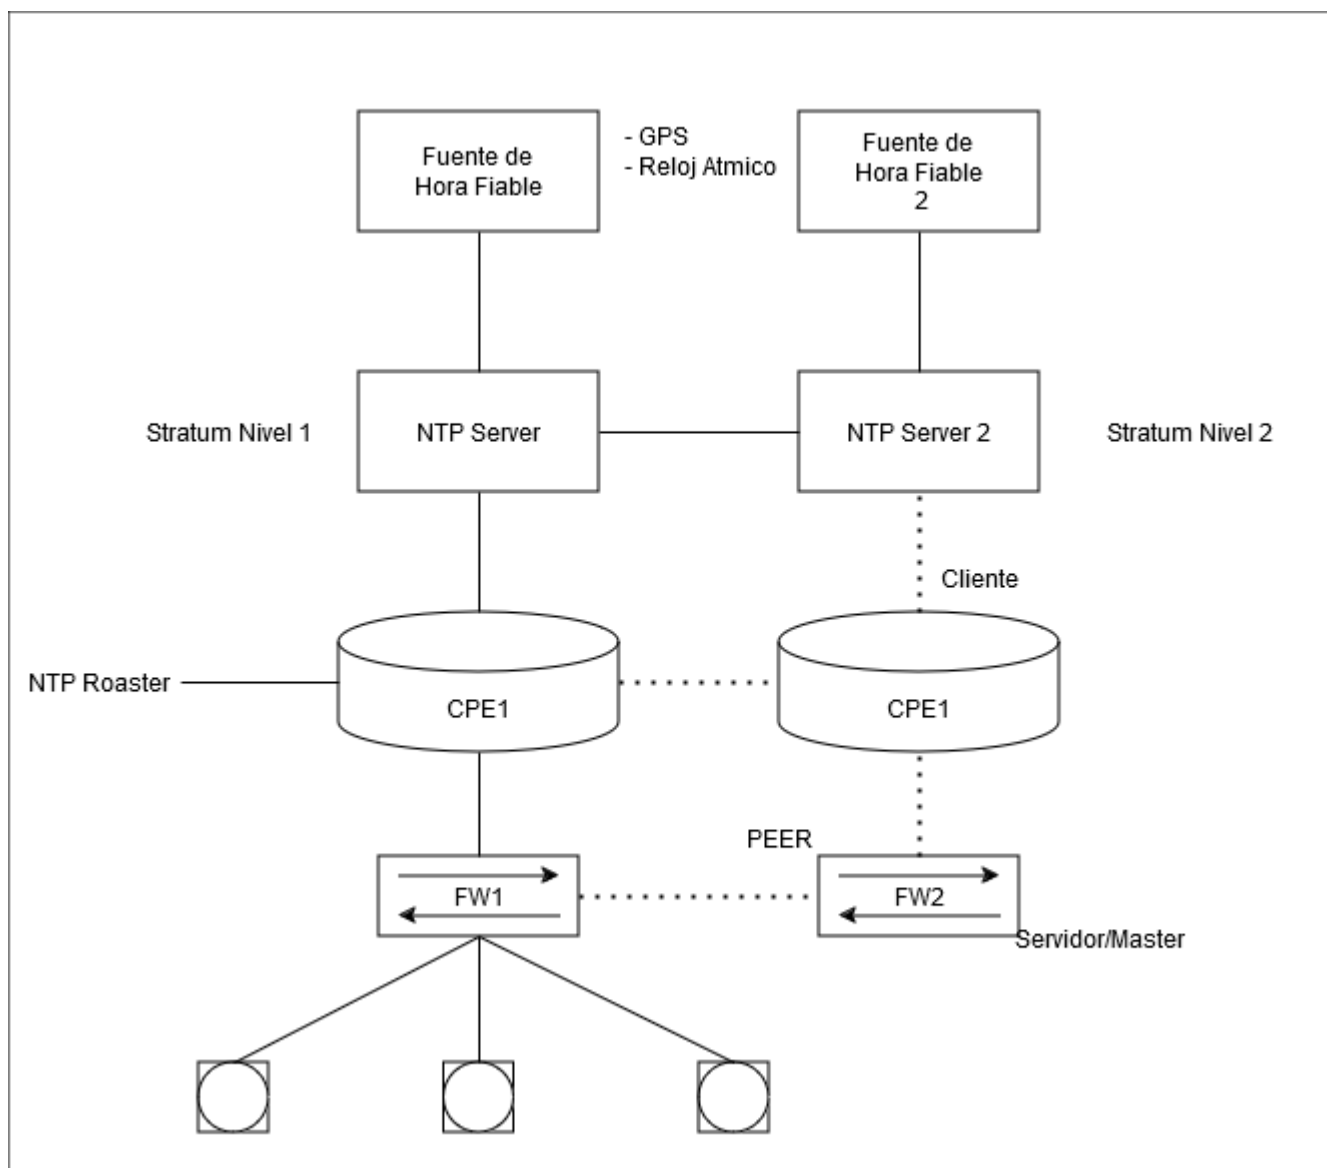 Fuente de
Hora Fiable
- GPS
- Reloj Atmico
Fuente de
Hora Fiable
2
Stratum Nivel 1
NTP Server
NTP Server 2
Stratum Nivel 2
Cliente
NTP Roaster
CPE1
CPE1
PEER
FW1
FW2
Servidor/Master